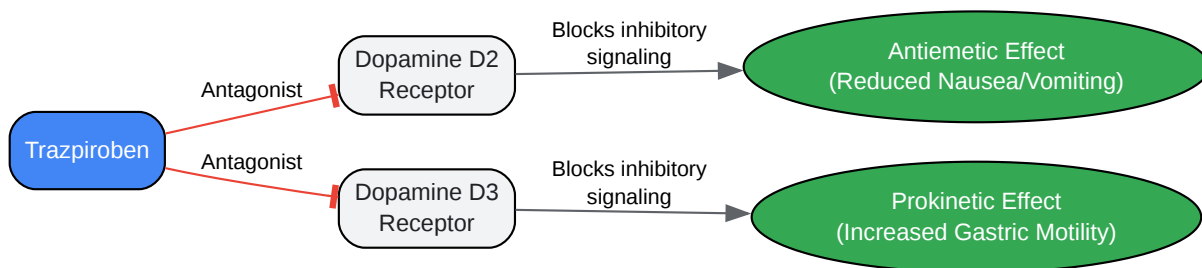 Trazpiroben
Antagonist
Antagonist
Dopamine D2
Receptor
Dopamine D3
Receptor
Blocks inhibitory
signaling
Blocks inhibitory
signaling
Antiemetic Effect
(Reduced Nausea/Vomiting)
Prokinetic Effect
(Increased Gastric Motility)